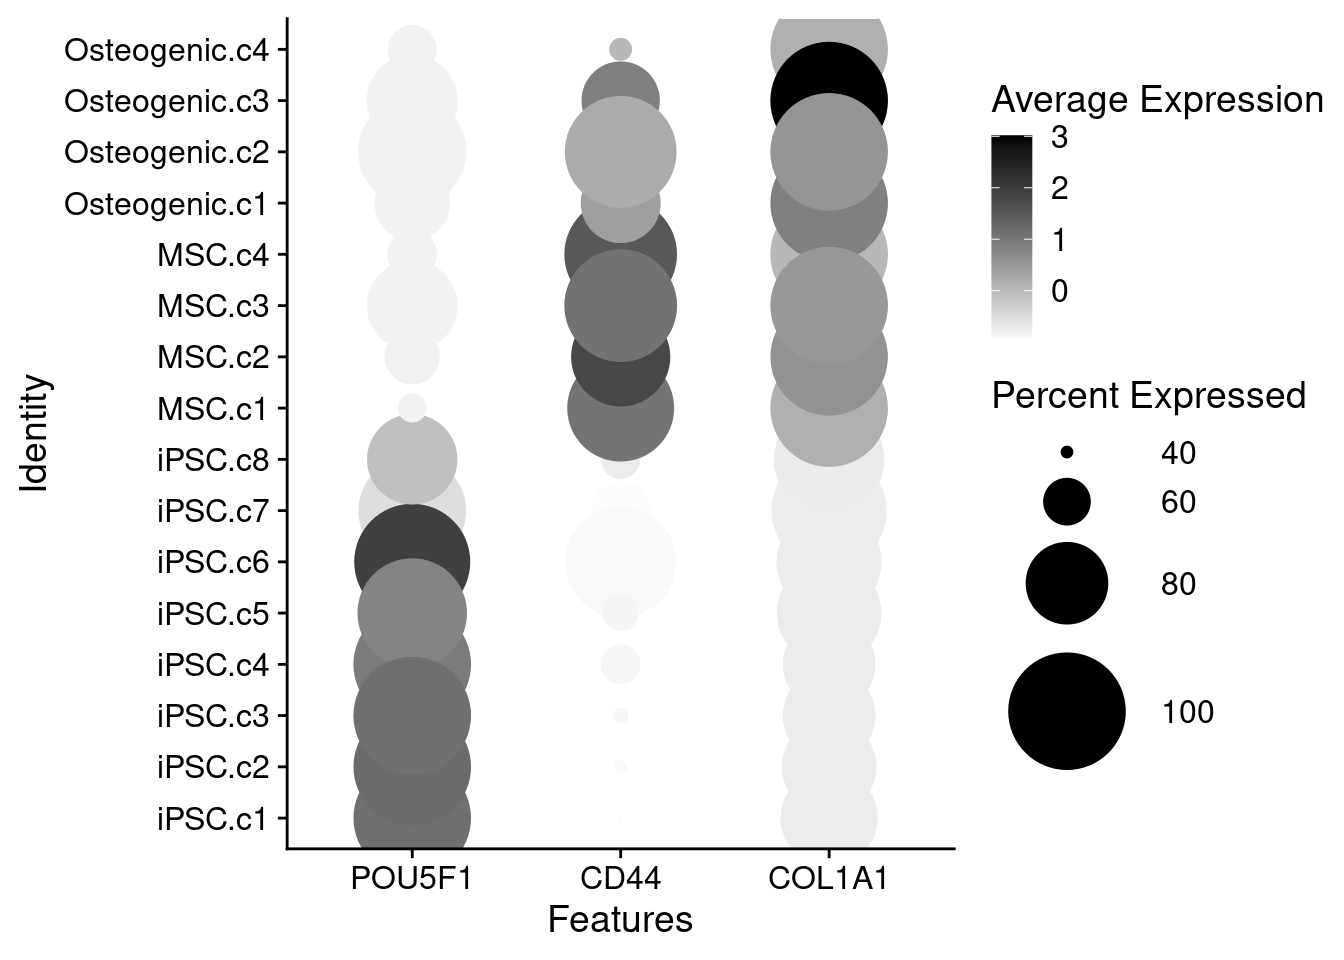 Osteogenic.c4
Osteogenic.c3
Osteogenic.c2
Osteogenic.c1
MSC.c4
MSC.c3
MSC.c2
MSC.c1
iPSC.c8
iPSC.c7
iPSC.c6
iPSC.c5
iPSC.c4
iPSC.c3
iPSC.c2
iPSC.c1
Identity
POU5F1 CD44 COL1A1
Features
Average Expression
3
2
1
0
Percent Expressed
40
60
80
100